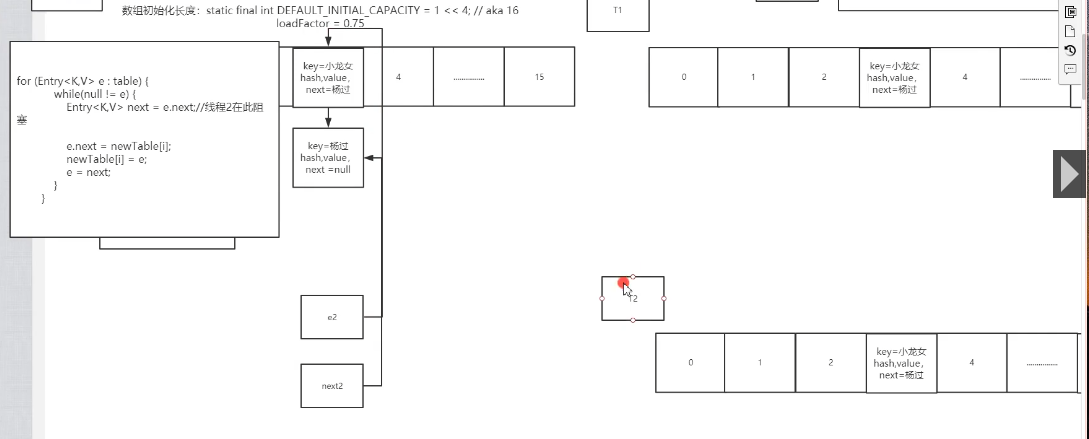 数组初始化长度：static final int DEFAULT_INITIAL_CAPACITY = 1 << 4; // aka 16
loadFactor = 0.75
T1
for (Entry<K,V> e : table) {
while(null != e) {
Entry<K,V> next = e.next;//线程2在此阻
塞
e.next = newTable[i];
newTable[i] = e;
e = next;
}
}
key=小龙女
hash,value，
next=杨过
4
...............
15
key=杨过
hash,value，
next =null
e2
next2
0
1
2
key=小龙女
hash,value，
next=杨过
4
...............
T2
0
1
2
key=小龙女
hash,value，
next=杨过
4
...............